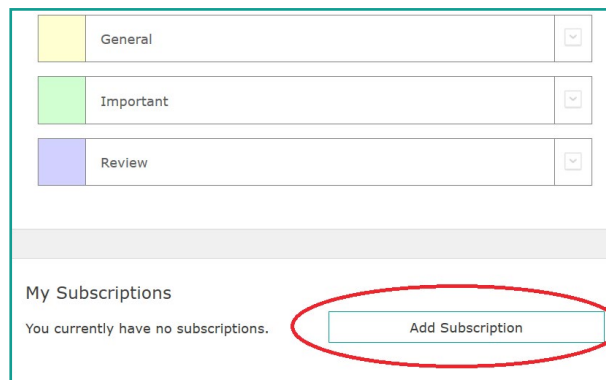 General
Important
Review
My Subscriptions
You currently have no subscriptions.
Add Subscription